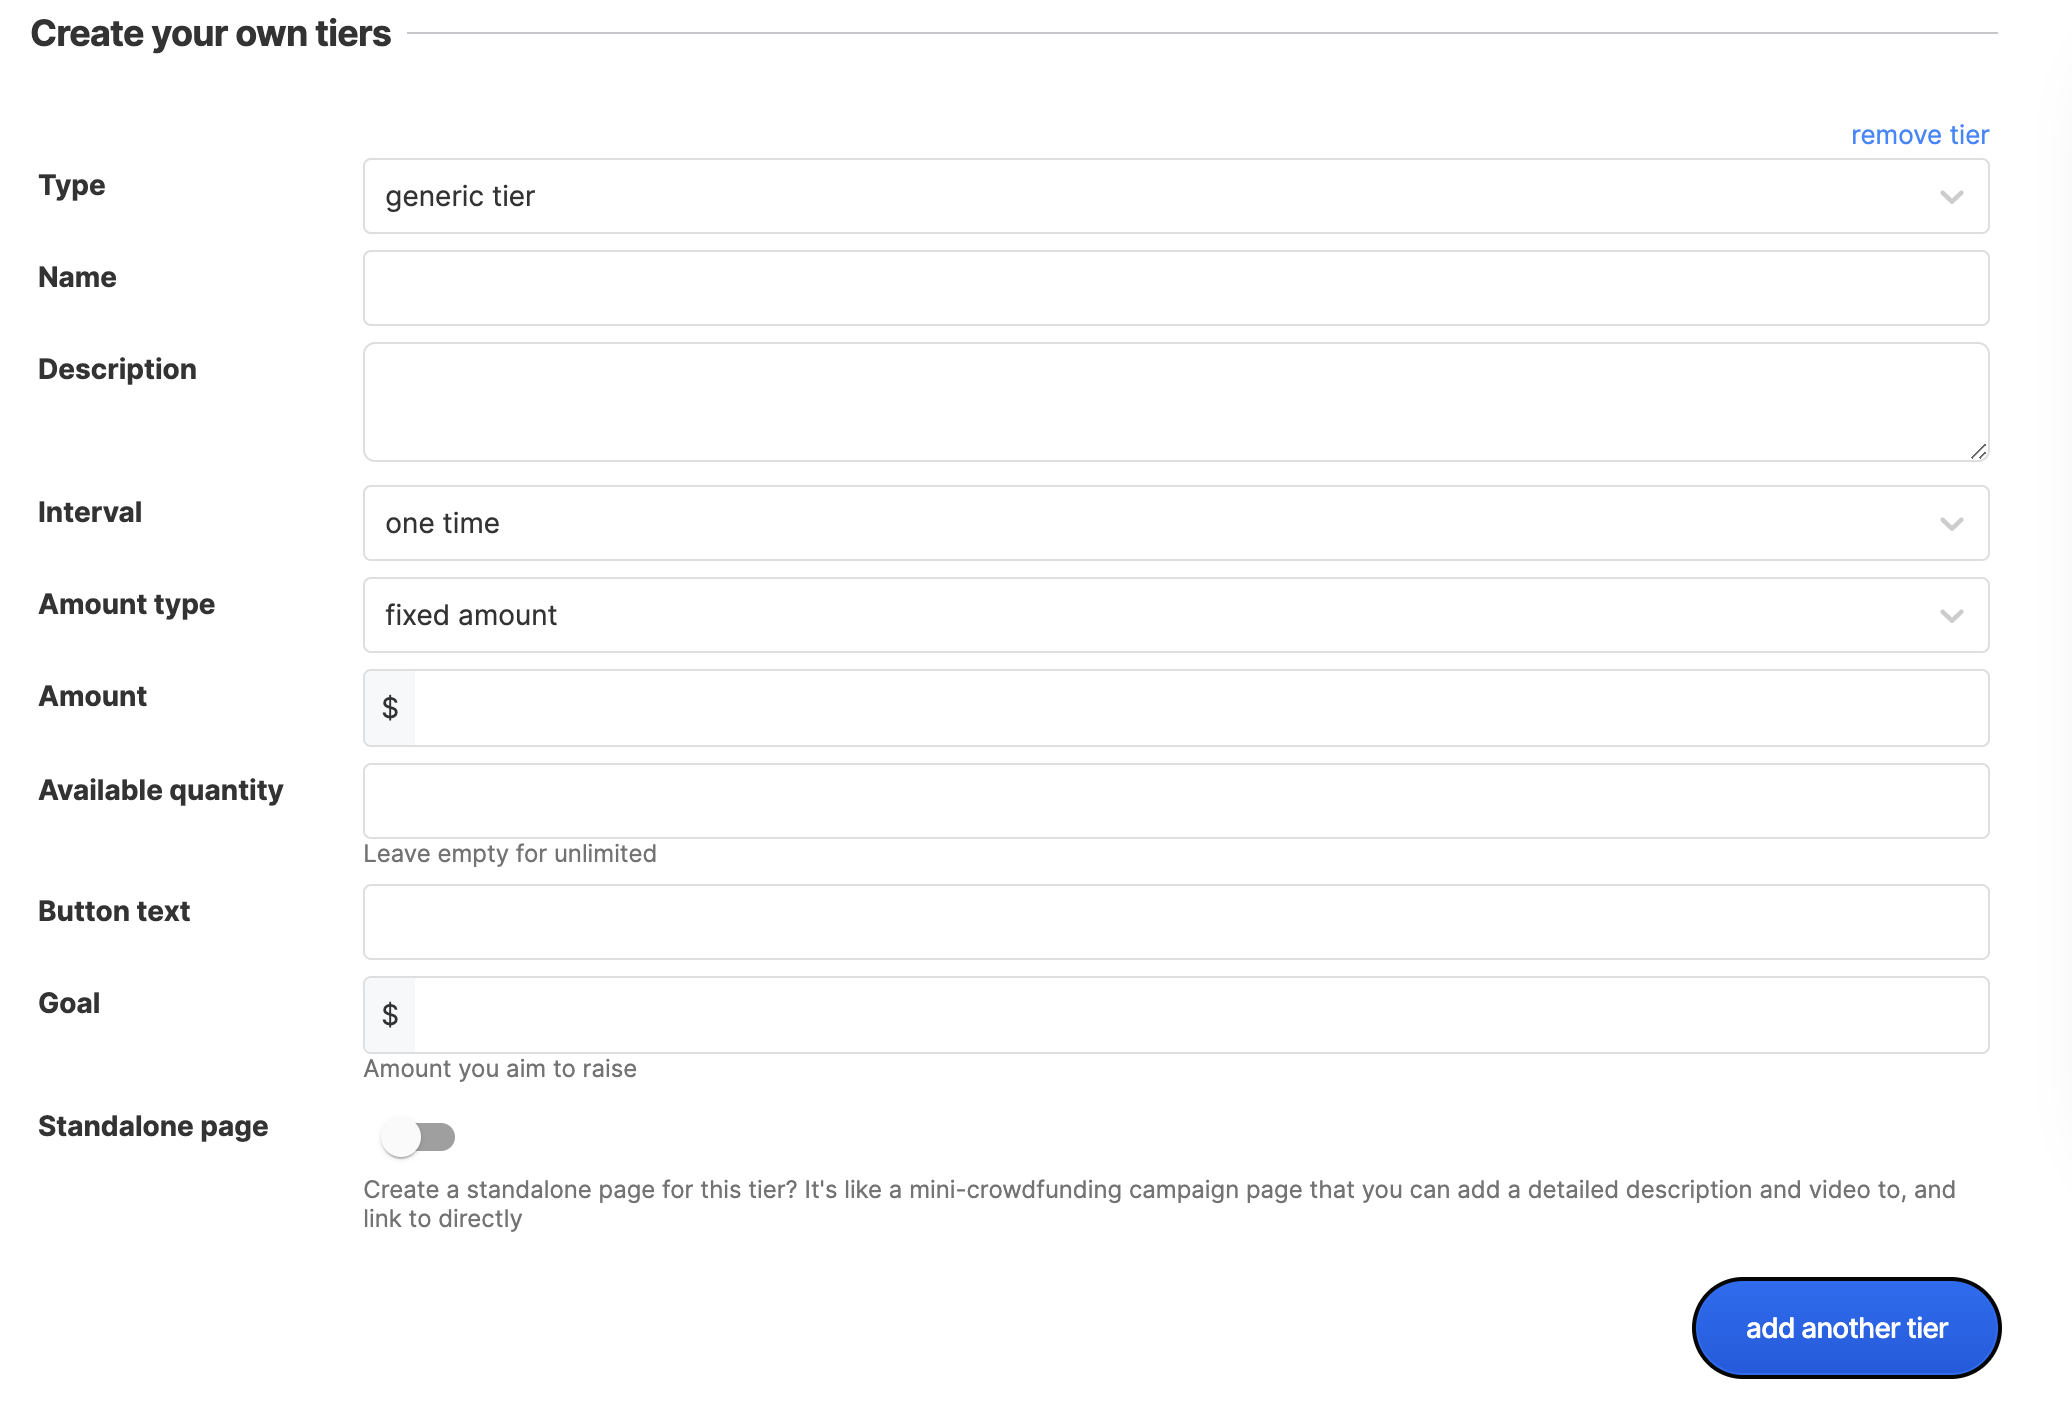 Create your own tiers
remove tier
Type
generic tier
Name
Description
Interval
one time
Amount type
fixed amount
Amount
$
Available quantity
Leave empty for unlimited
Button text
Goal
$
Amount you aim to raise
Standalone page
Create a standalone page for this tier? It's like a mini-crowdfunding campaign page that you can add a detailed description and video to, and
link to directly
add another tier